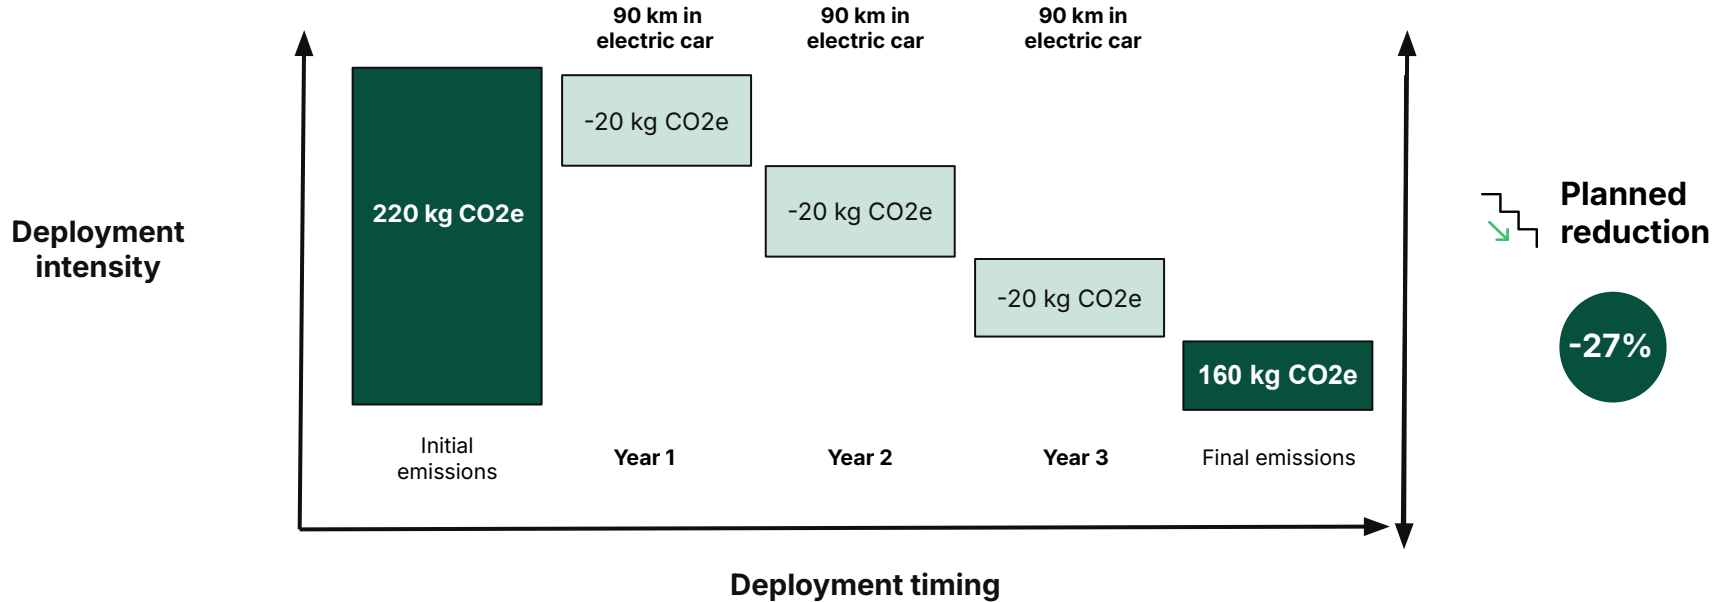 90 km in
electric car
90 km in
electric car
90 km in
electric car
Deployment
intensity
220 kg CO2e
-20 kg CO2e
-20 kg CO2e
-20 kg CO2e
160 kg CO2e
Initial
emissions
Year 1
Year 2
Year 3
Final emissions
Deployment timing
Planned
reduction
-27%